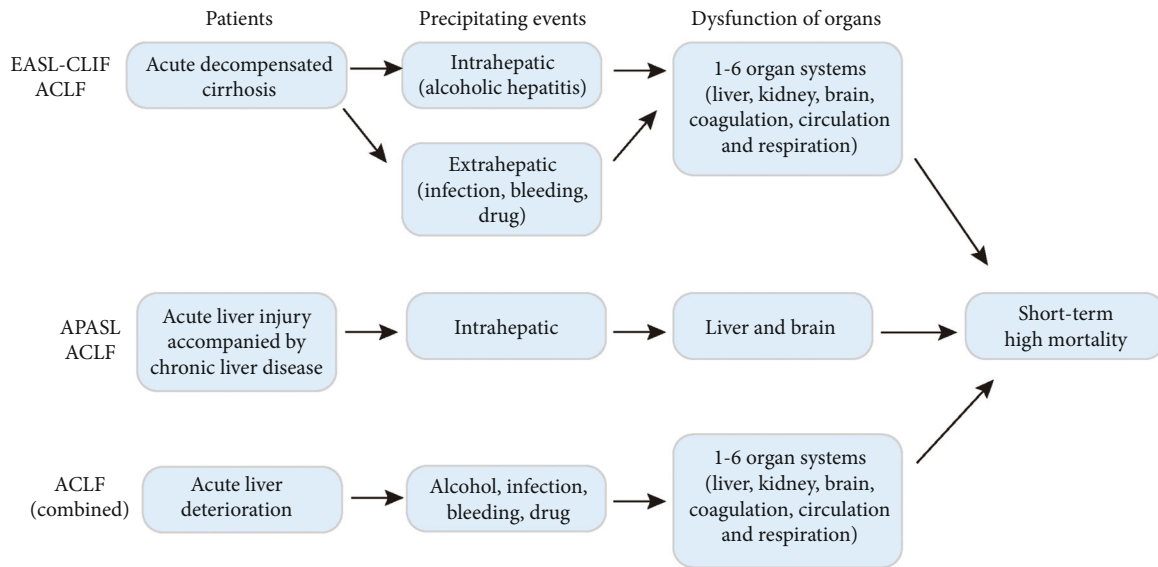 Patients
Precipitating events
Dysfunction of organs
EASL-CLIF
ACLF
Acute decompensated
cirrhosis
Intrahepatic
(alcoholic hepatitis)
Extrahepatic
(infection, bleeding,
drug)
1-6 organ systems
(liver, kidney, brain,
coagulation, circulation
and respiration)
APASL
ACLF
Acute liver injury
accompanied by
chronic liver disease
Intrahepatic
Liver and brain
Short-term
high mortality
ACLF
(combined)
Acute liver
deterioration
Alcohol, infection,
bleeding, drug
1-6 organ systems
(liver, kidney, brain,
coagulation, circulation
and respiration)